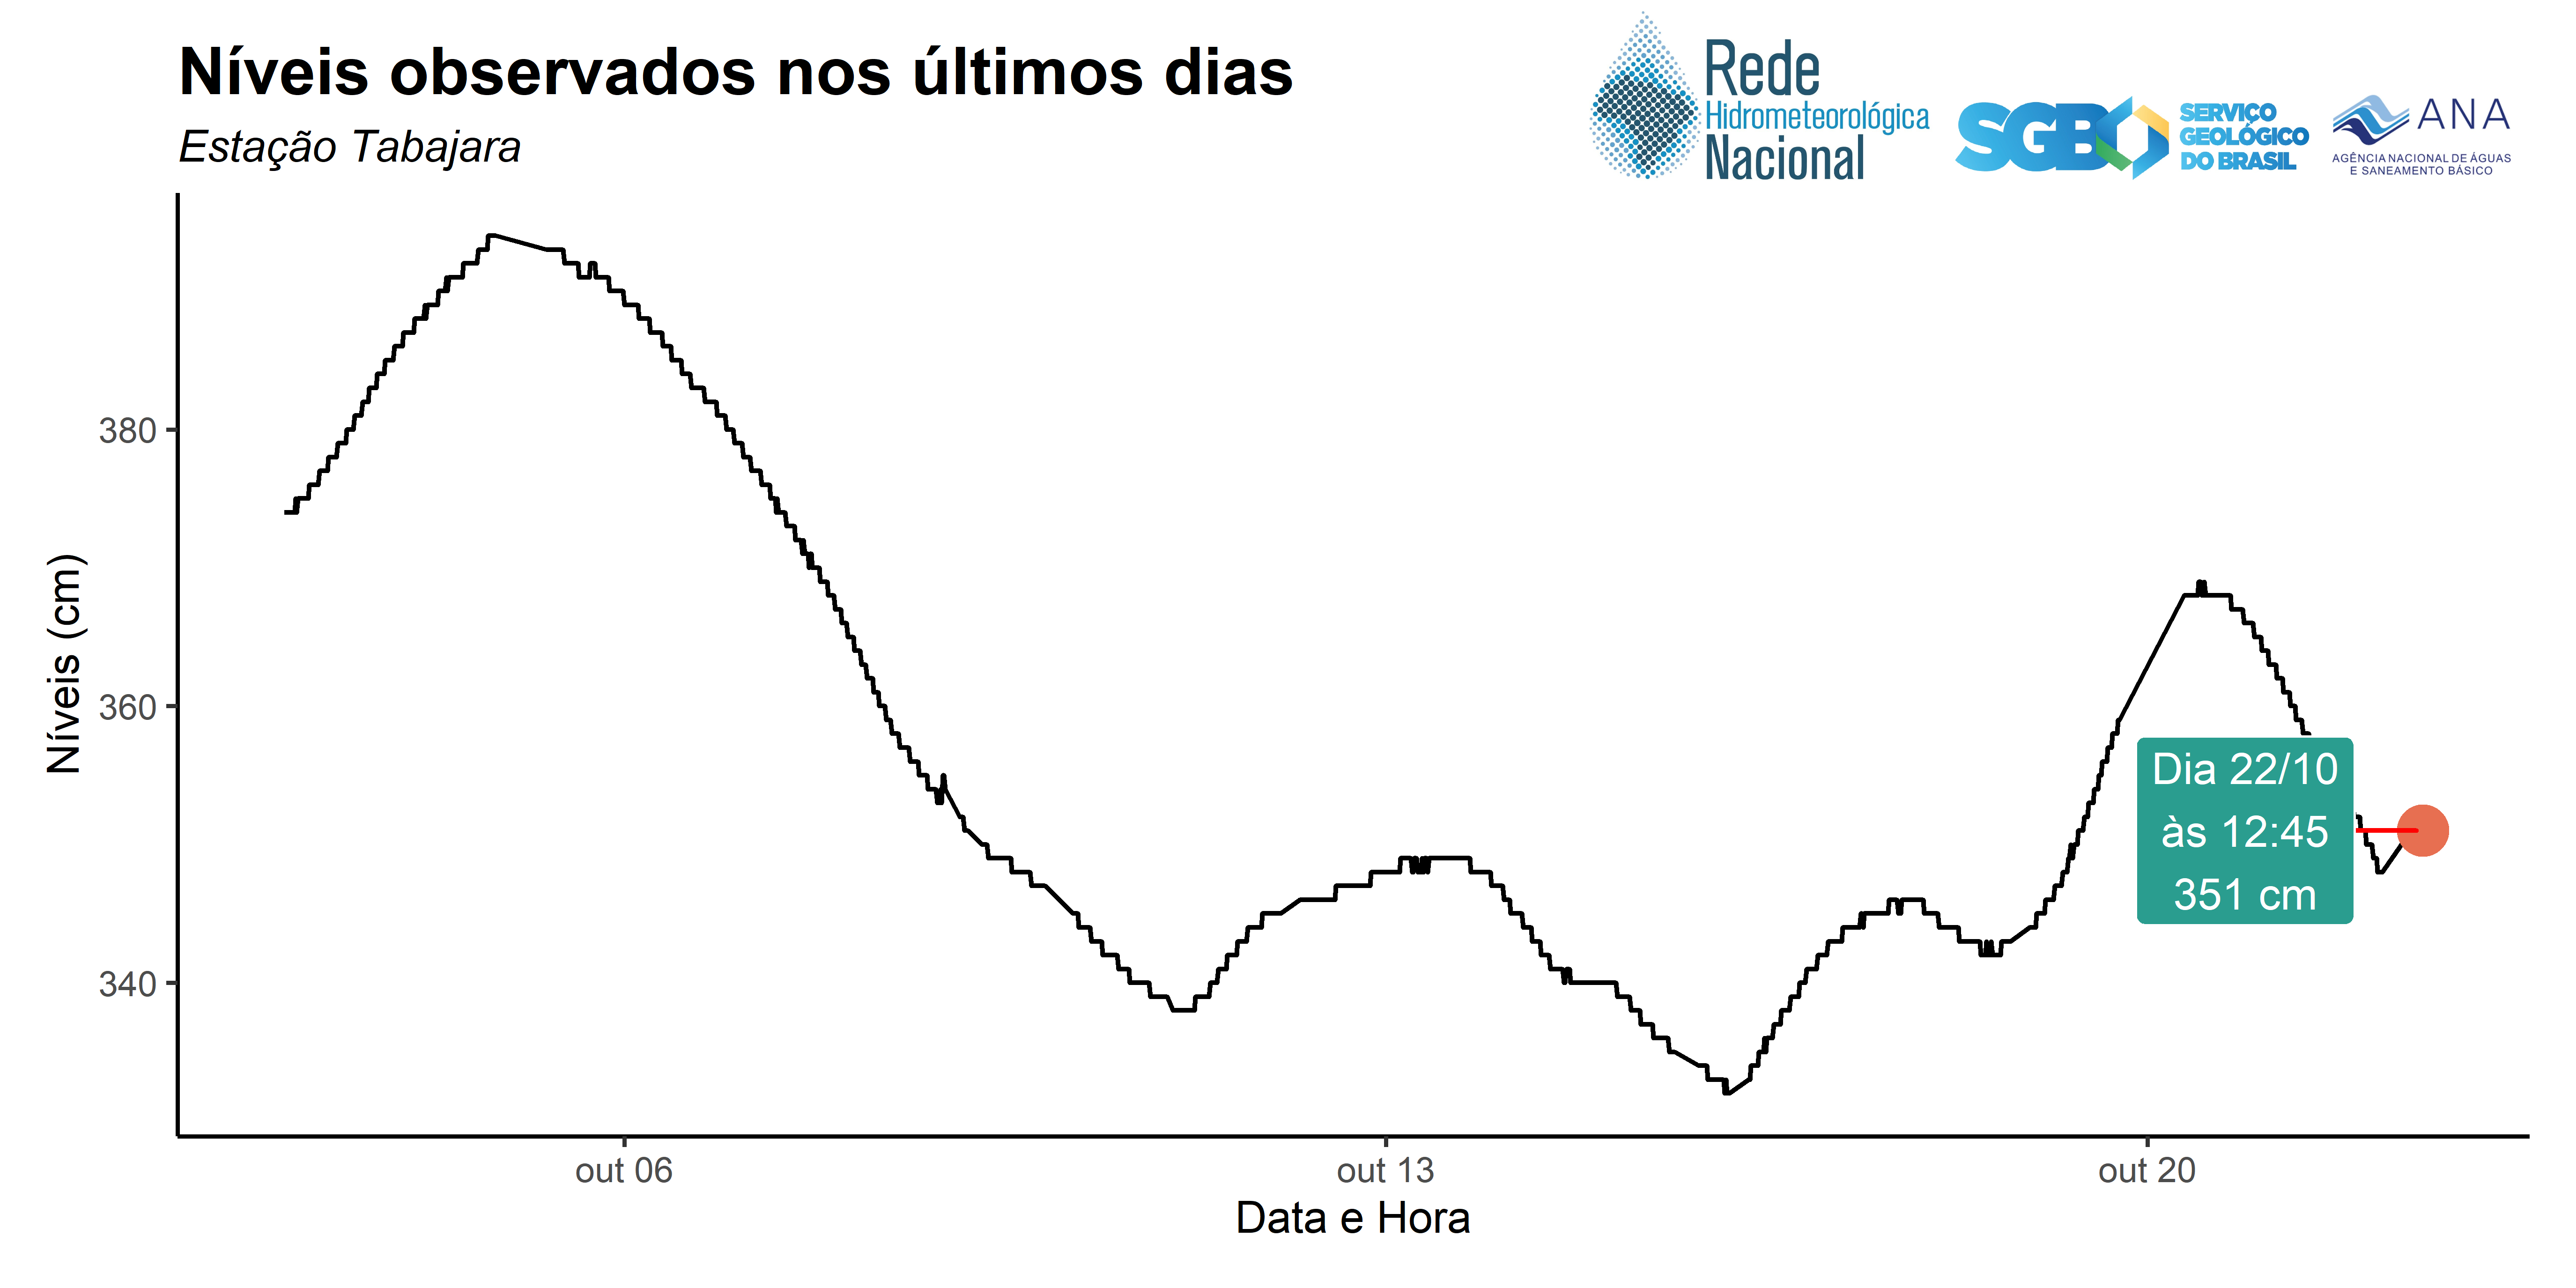 Níveis observados nos últimos dias
Estação Tabajara
Rede
Hidrometeorológica
Nacional
SGB
SERVIÇO
GEOLÓGICO
DO BRASIL
ANA
AGÊNCIA NACIONAL DE ÁGUAS
E SANEAMENTO BÁSICO
Níveis (cm)
380
360
340
Dia 22/10
às 12:45
351 cm
out 06
out 13
out 20
Data e Hora